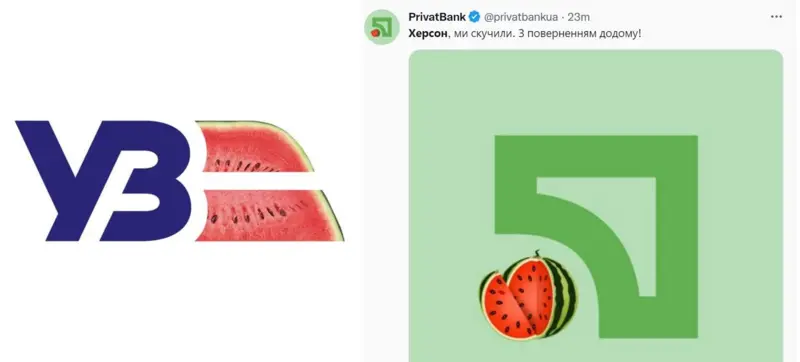 УЗ
PrivatBank @privatbankua · 23m
Херсон, ми скучили. З поверненням додому!